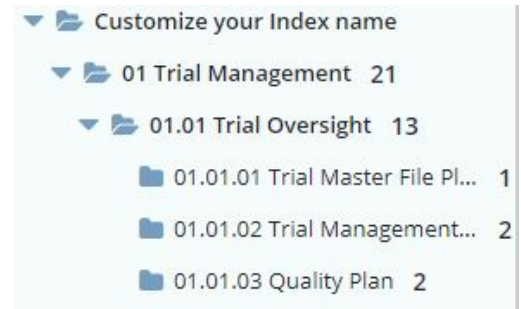 Customize your Index name
01 Trial Management 21
01.01 Trial Oversight 13
01.01.01 Trial Master File Pl... 1
01.01.02 Trial Management... 2
01.01.03 Quality Plan 2